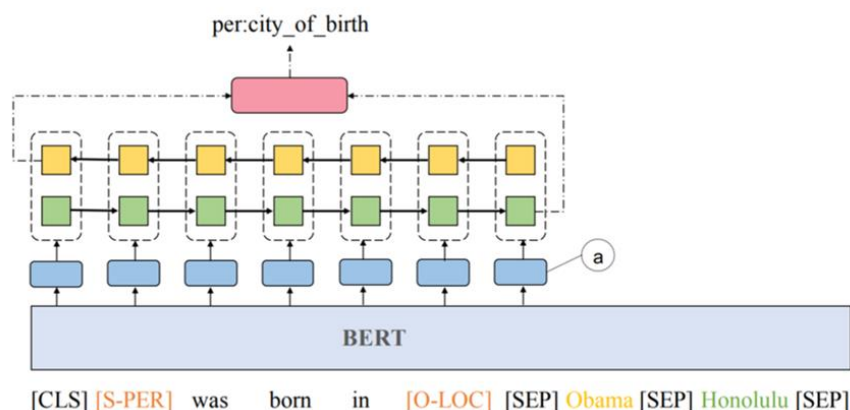 per:city_of_birth
a
BERT
[CLS] [S-PER] was born in [O-LOC] [SEP] Obama [SEP] Honolulu [SEP]